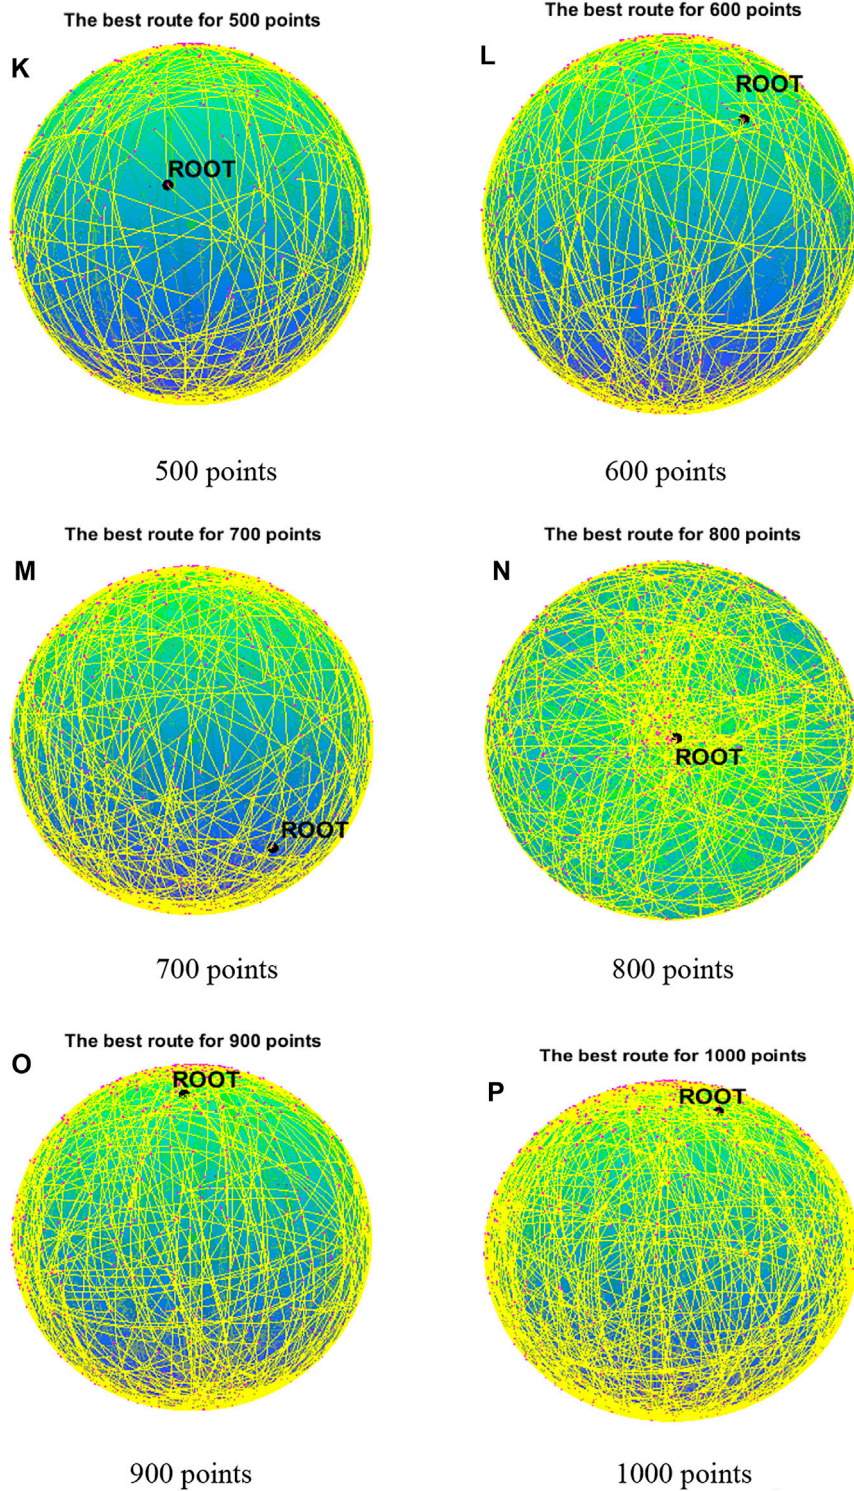 The best route for 500 points
K
ROOT
500 points
The best route for 600 points
L
ROOT
600 points
The best route for 700 points
M
ROOT
700 points
The best route for 800 points
N
ROOT
800 points
The best route for 900 points
O
ROOT
900 points
The best route for 1000 points
P
ROOT
1000 points